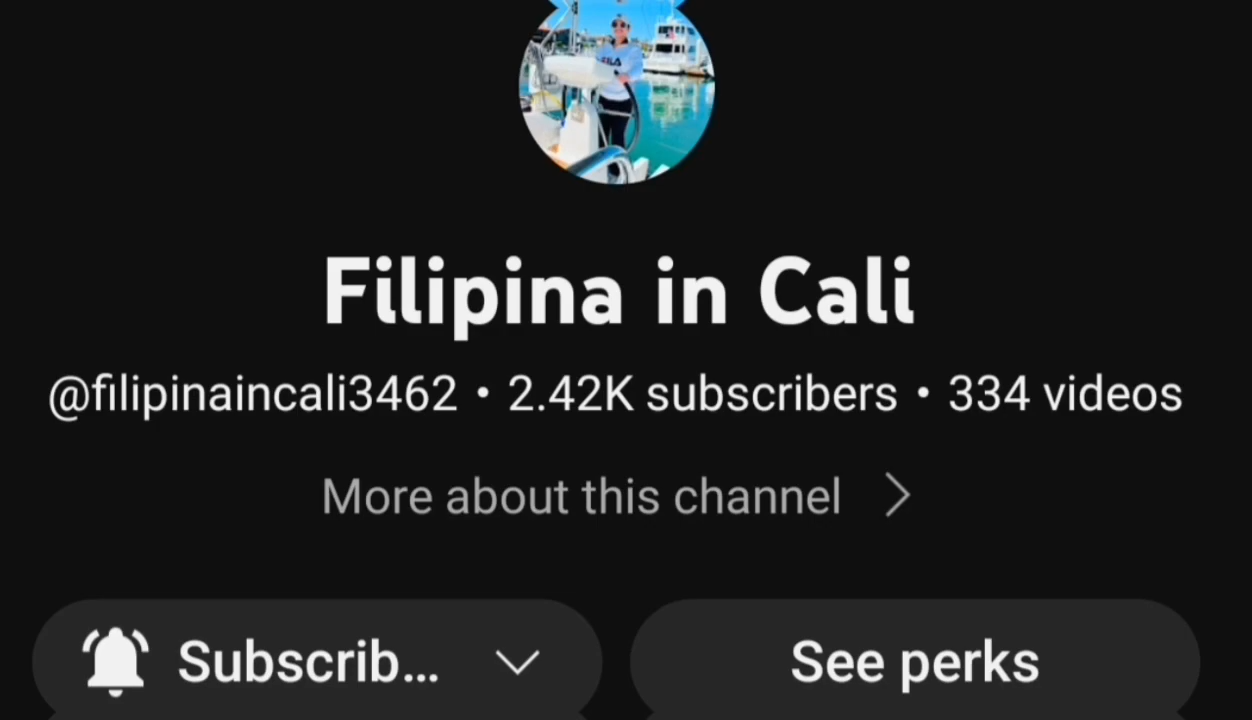 Filipina in Cali
@filipinaincali3462 • 2.42K subscribers • 334 videos
More about this channel
Subscrib...
See perks